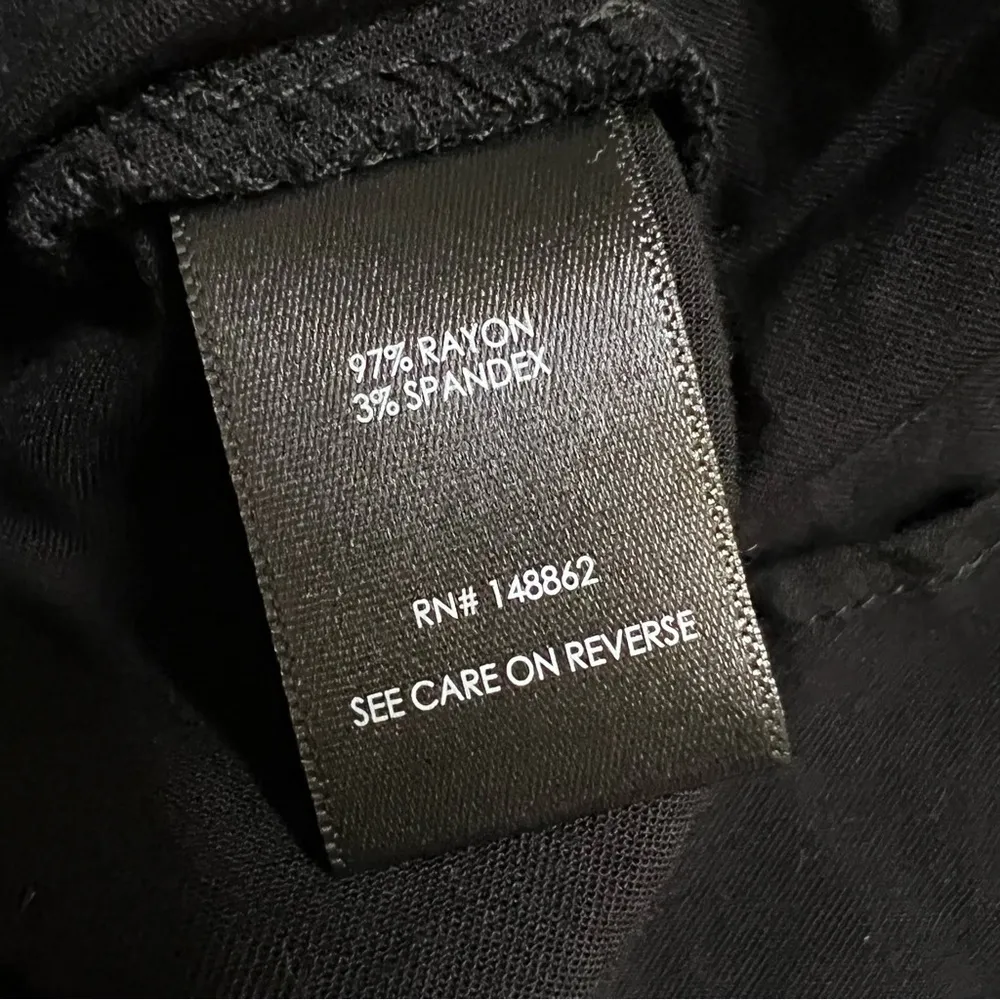 97% RAYON
3% SPANDEX
RN# 148862
SEE CARE ON REVERSE